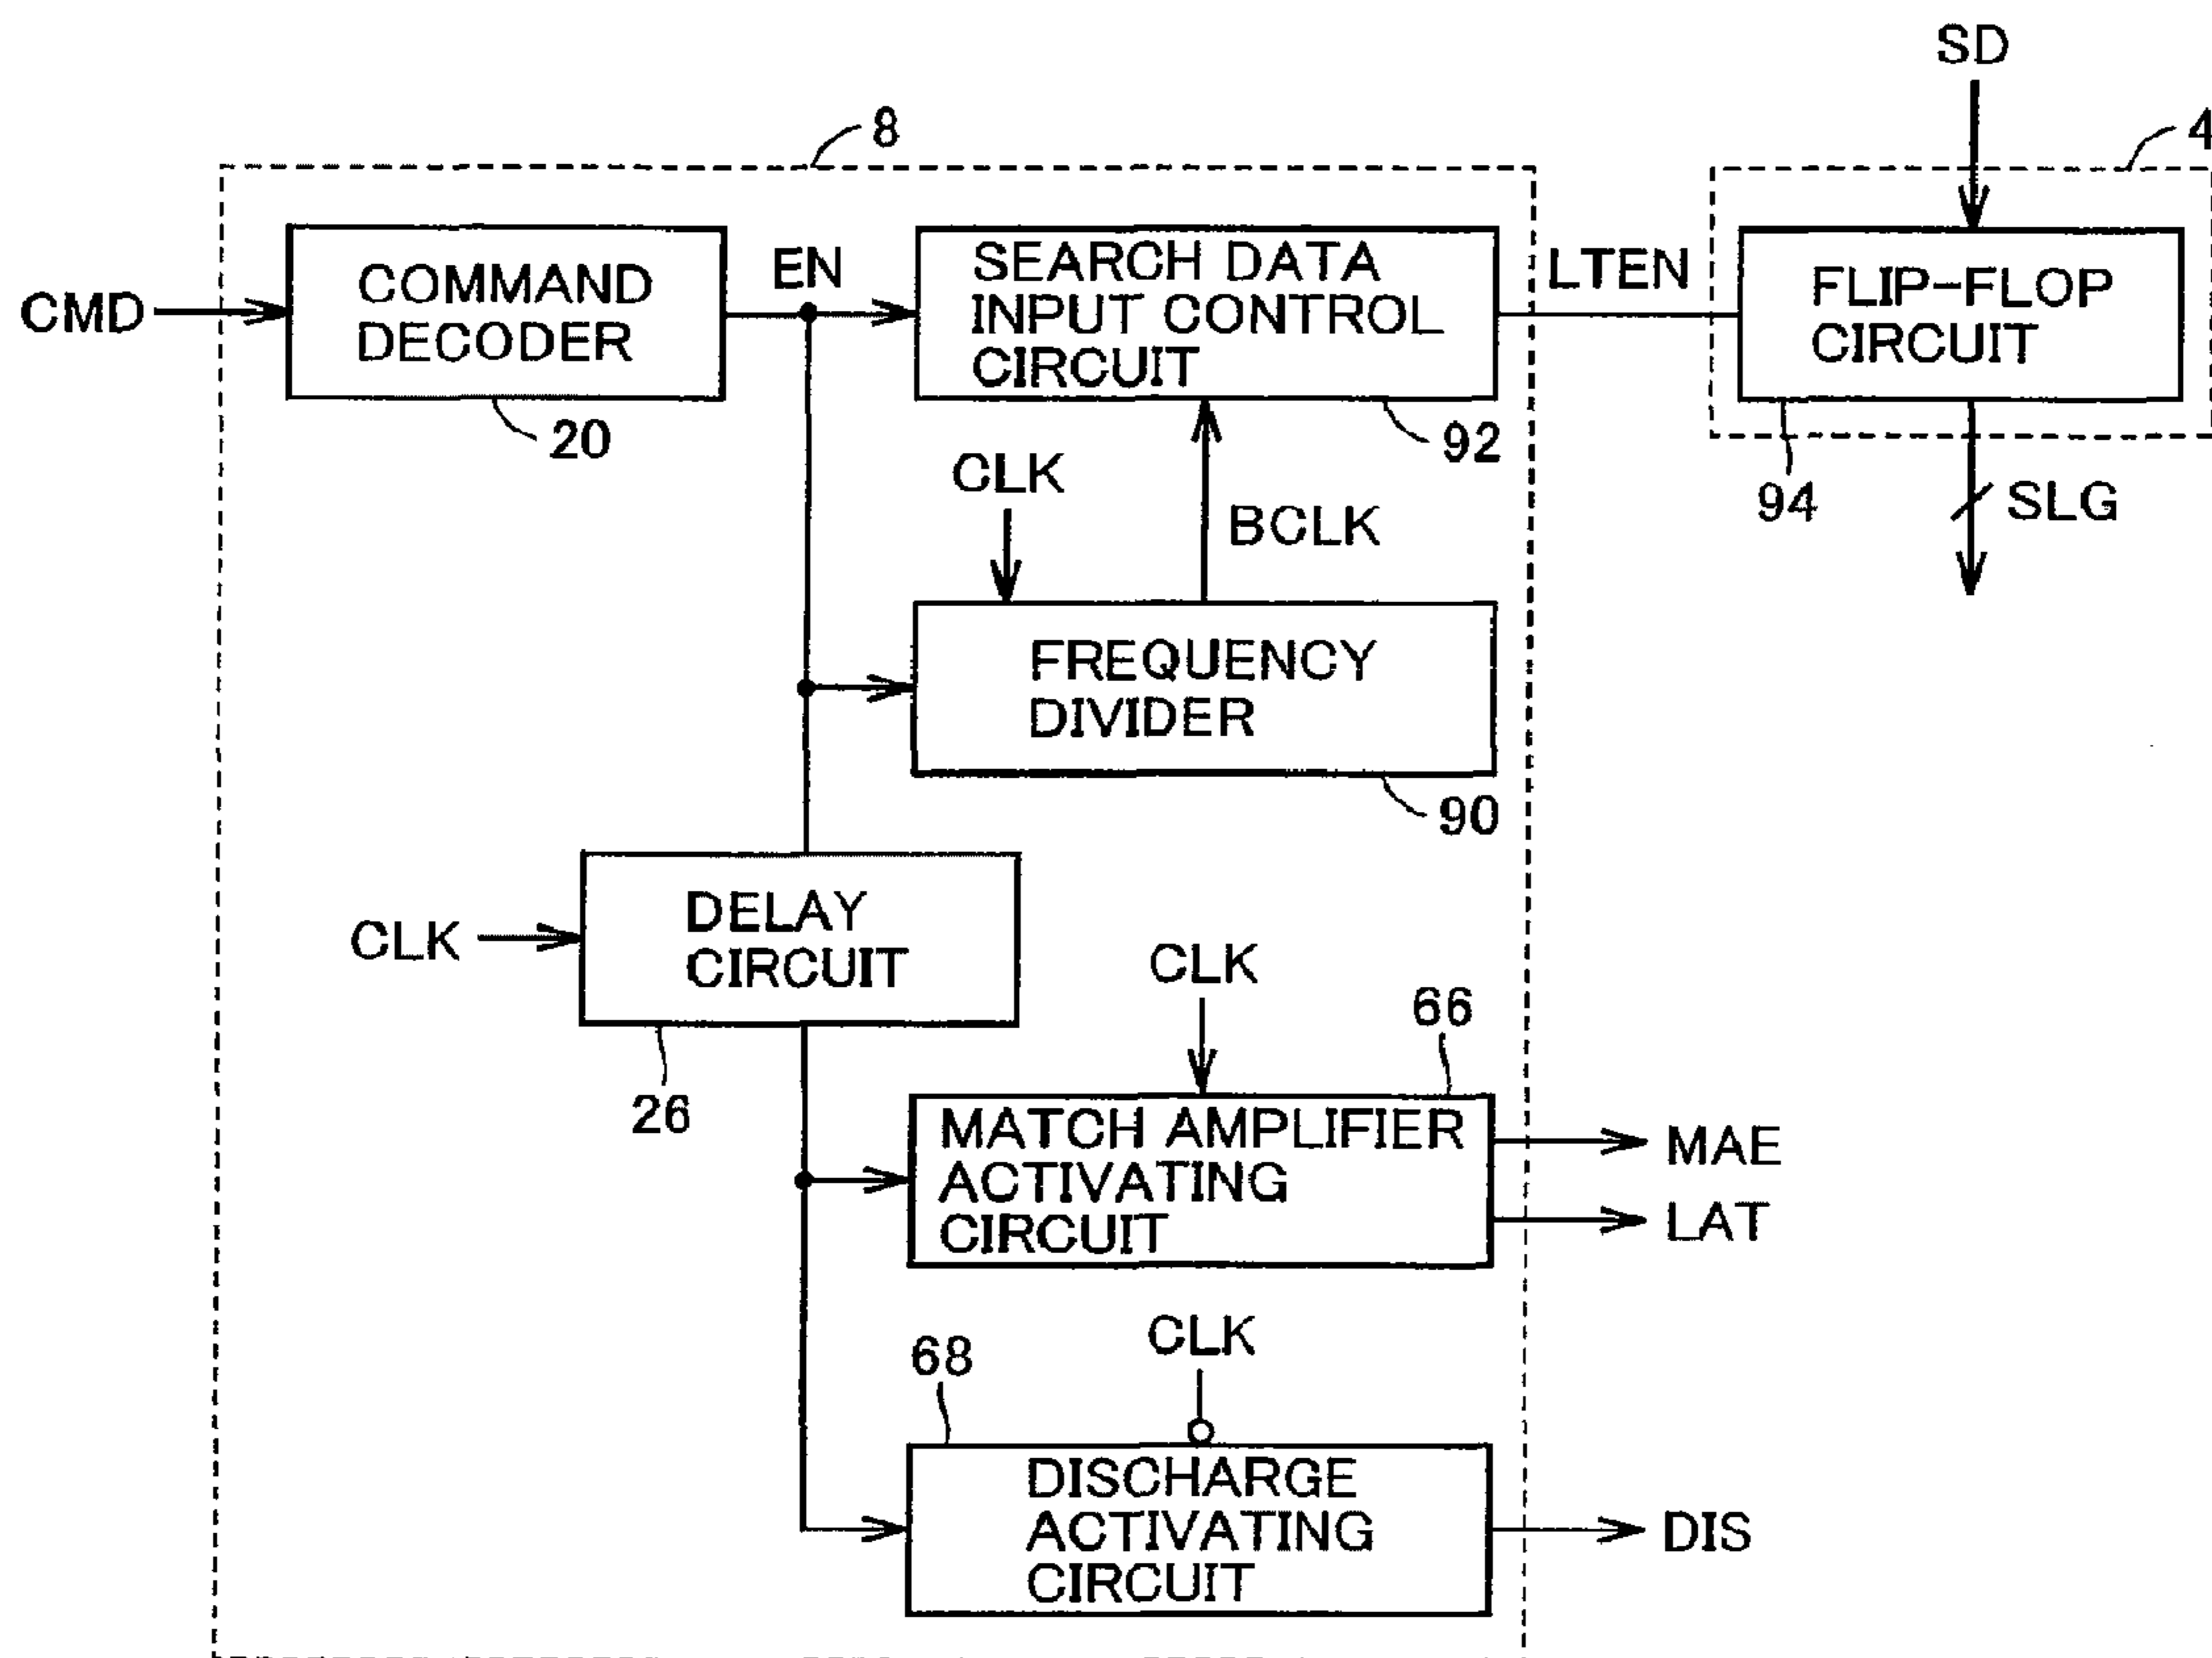 SD
8
4
COMMAND
DECODER
EN
SEARCH DATA
INPUT CONTROL
CIRCUIT
LTEN
FLIP-FLOP
CIRCUIT
CMD
20
92
94
SLG
CLK
BCLK
FREQUENCY
DIVIDER
90
DELAY
CIRCUIT
CLK
26
CLK
66
MATCH AMPLIFIER
ACTIVATING
CIRCUIT
MAE
LAT
CLK
68
DISCHARGE
ACTIVATING
CIRCUIT
DIS